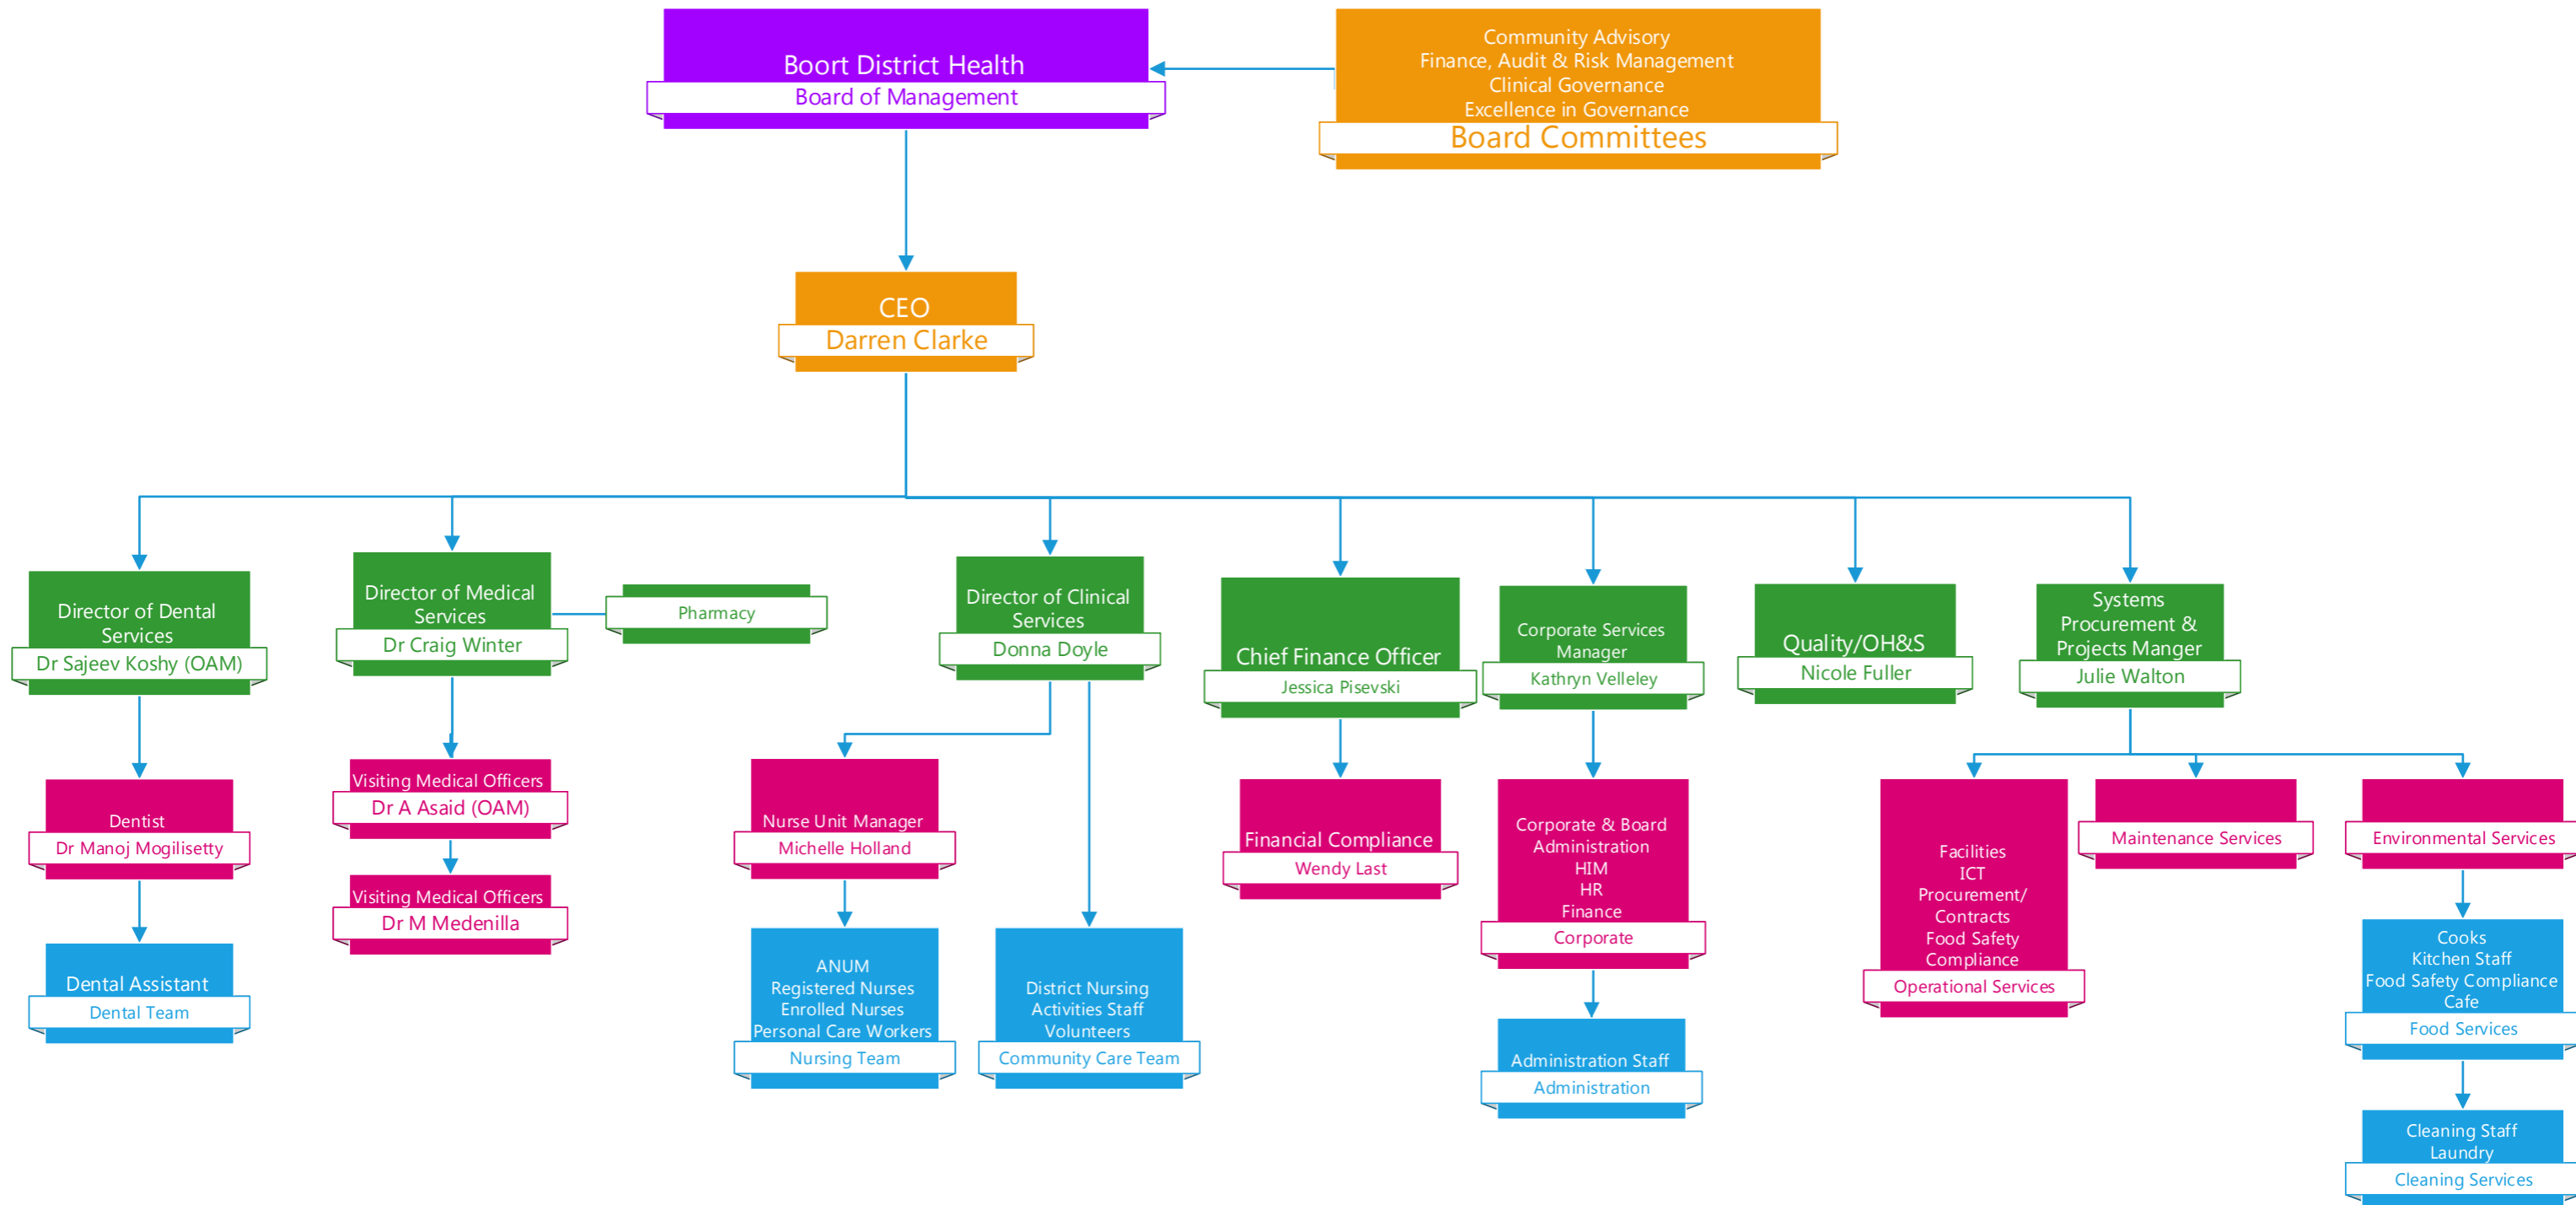 Boort District Health
Board of Management
Community Advisory
Finance, Audit & Risk Management
Clinical Governance
Excellence in Governance
Board Committees
CEO
Darren Clarke
Director of Dental
Services
Dr Sajeev Koshy (OAM)
Director of Medical
Services
Dr Craig Winter
Pharmacy
Director of Clinical
Services
Donna Doyle
Chief Finance Officer
Jessica Pisevski
Corporate Services
Manager
Kathryn Velleley
Quality/OH&S
Nicole Fuller
Systems
Procurement &
Projects Manger
Julie Walton
Dentist
Dr Manoj Mogilisetty
Visiting Medical Officers
Dr A Asaid (OAM)
Visiting Medical Officers
Dr M Medenilla
Nurse Unit Manager
Michelle Holland
Financial Compliance
Wendy Last
Corporate & Board
Administration
HIM
HR
Finance
Corporate
Facilities
ICT
Procurement/
Contracts
Food Safety
Compliance
Operational Services
Maintenance Services
Environmental Services
Dental Assistant
Dental Team
ANUM
Registered Nurses
Enrolled Nurses
Personal Care Workers
Nursing Team
District Nursing
Activities Staff
Volunteers
Community Care Team
Administration Staff
Administration
Cooks
Kitchen Staff
Food Safety Compliance
Cafe
Food Services
Cleaning Staff
Laundry
Cleaning Services